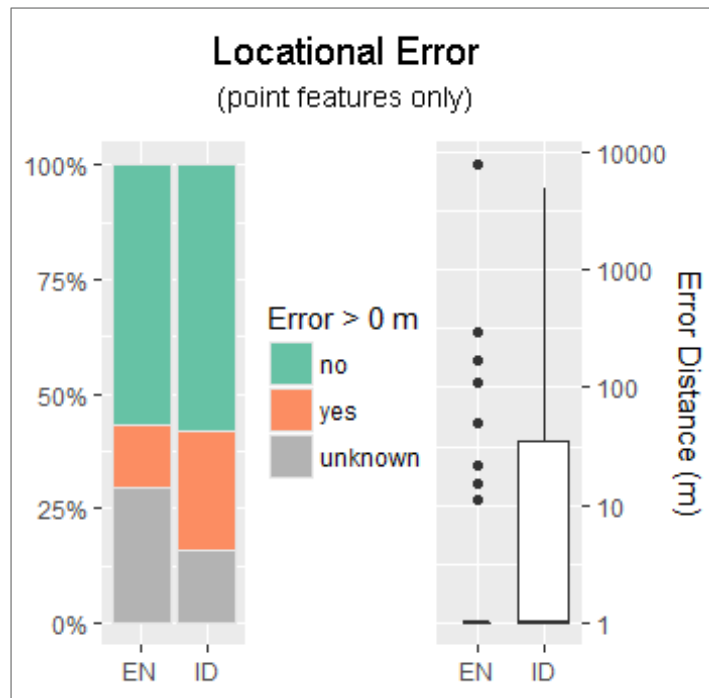 Locational Error
(point features only)
100%
75%
50%
25%
0%
EN
ID
Error > 0 m
no
yes
unknown
10000
1000
100
10
1
Error Distance (m)
EN
ID